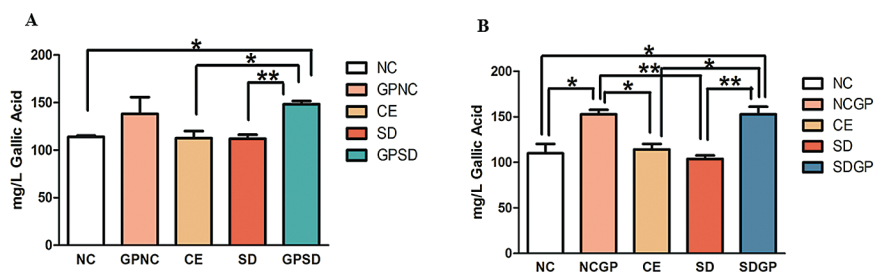 A
mg/L Gallic Acid
200
150
100
50
0
*
*
**
NC GPNC CE SD GPSD
NC
GPNC
CE
SD
GPSD
B
mg/L Gallic Acid
200
150
100
50
0
*
* ** *
* **
NC NCGP CE SD SDGP
NC
NCGP
CE
SD
SDGP